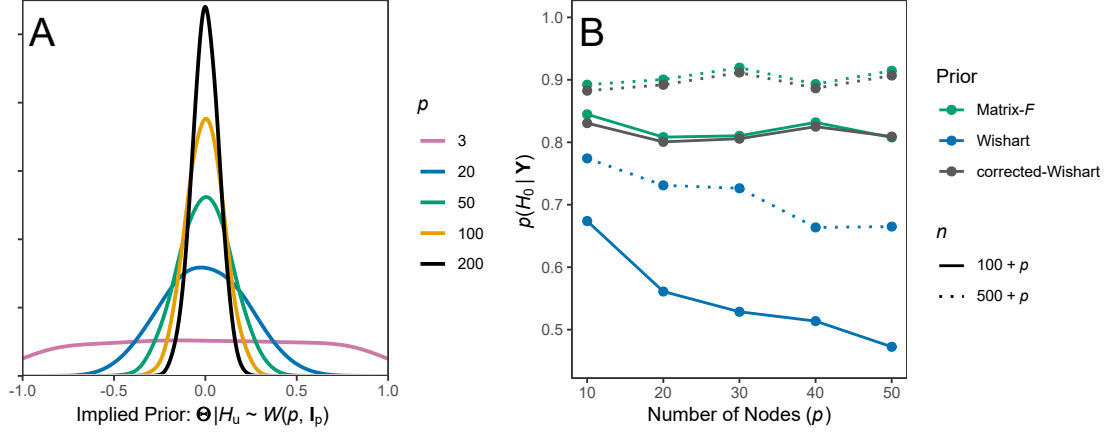 A
-1.0
-0.5
0.0
0.5
1.0
Implied Prior: Θ|Hu ~ W(p, Ip)
p
3
20
50
100
200
B
1.0
0.9
0.8
0.7
0.6
0.5
p(H0 | Y)
10
20
30
40
50
Number of Nodes (p)
Prior
Matrix-F
Wishart
corrected-Wishart
n
100 + p
500 + p